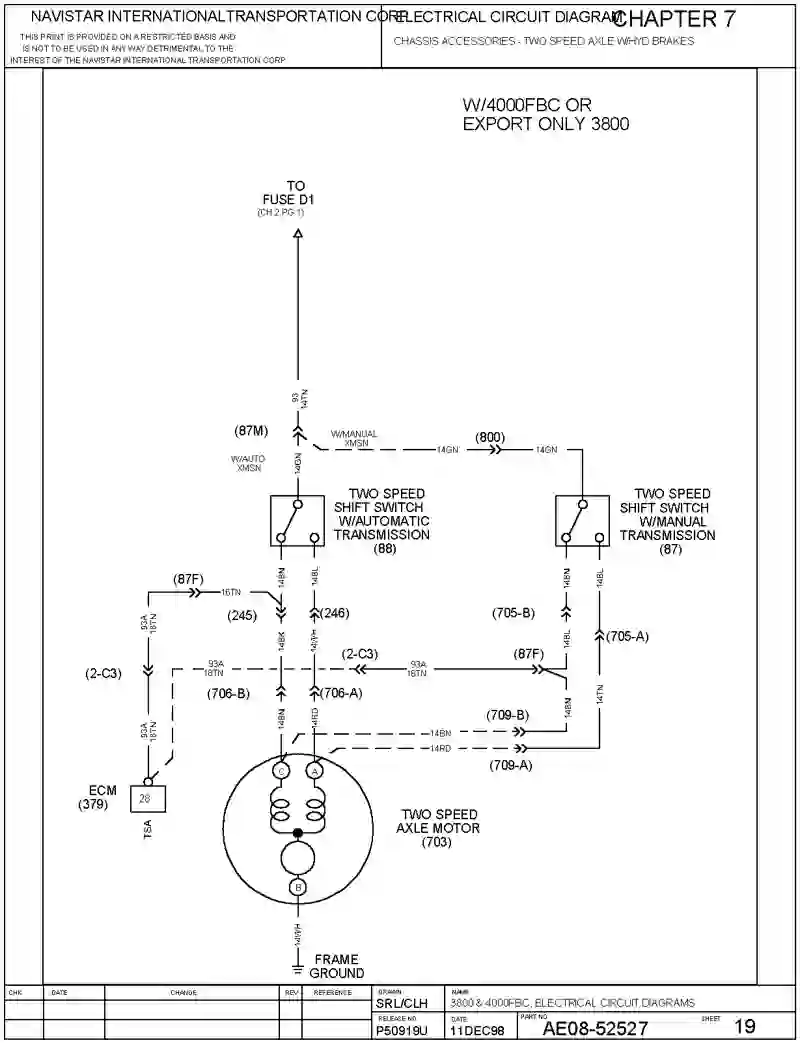 NAVISTAR INTERNATIONAL TRANSPORTATION CORP.
THIS PRINT IS PROVIDED ON A RESTRICTED BASIS AND
IS NOT TO BE USED IN ANY WAY DETRIMENTAL TO THE
INTEREST OF THE NAVISTAR INTERNATIONAL TRANSPORTATION CORP
ELECTRICAL CIRCUIT DIAGRAM
CHAPTER 7
CHASSIS ACCESSORIES - TWO SPEED AXLE W/HYD BRAKES
W/4000FBC OR
EXPORT ONLY 3800
TO
FUSE D1
(CH 2 PG 1)
93
14TN
(87M)
W/MANUAL
XMSN
14GN
(800)
14GN
W/AUTO
XMSN
14GN
TWO SPEED
SHIFT SWITCH
W/AUTOMATIC
TRANSMISSION
(88)
TWO SPEED
SHIFT SWITCH
W/MANUAL
TRANSMISSION
(87)
14BN
14BL
14BN
14BL
(87F)
16TN
93A
18TN
(245)
(246)
(705-B)
(705-A)
14BK
14WH
14BL
(2-C3)
93A
18TN
(2-C3)
93A
18TN
(87F)
(706-B)
(706-A)
14BN
14RD
14BN
14TN
93A
18TN
(709-B)
14BN
14RD
(709-A)
ECM
(379)
28
TSA
C
A
B
TWO SPEED
AXLE MOTOR
(703)
FRAME
GROUND
CHK
DATE
CHANGE
REV
REFERENCE
DRAWN
SRL/CLH
NAME
3800 & 4000FBC, ELECTRICAL CIRCUIT DIAGRAMS
RELEASE NO
P50919U
DATE
11DEC98
PART NO
AE08-52527
SHEET
19